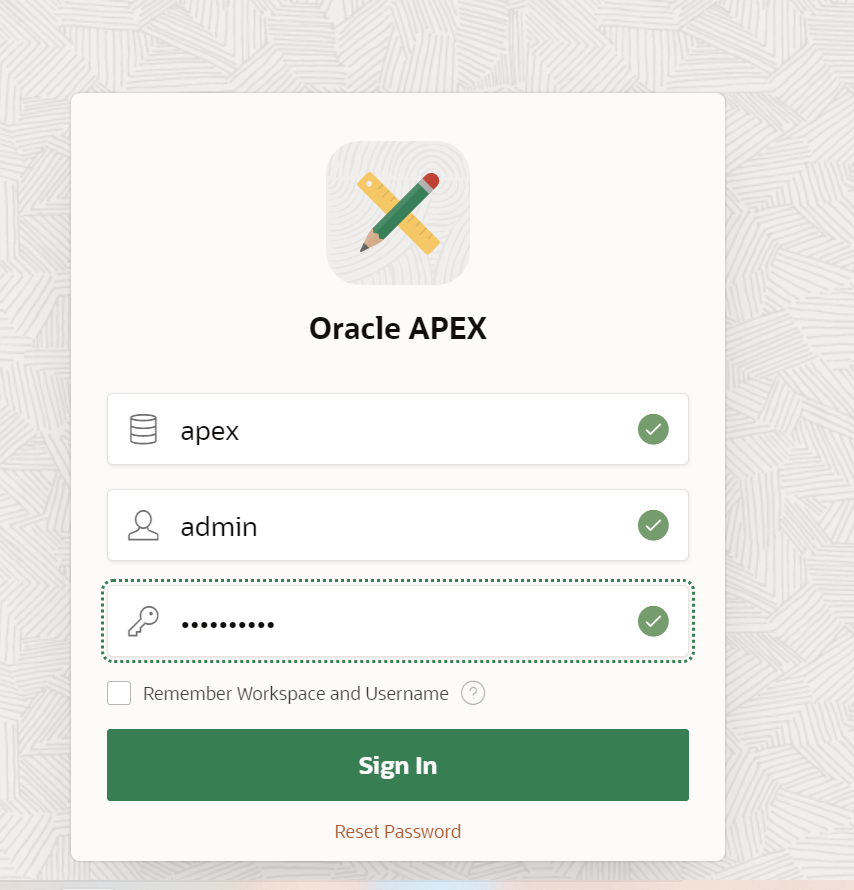 Oracle APEX
apex
admin
••••••••••
Remember Workspace and Username ?
Sign In
Reset Password